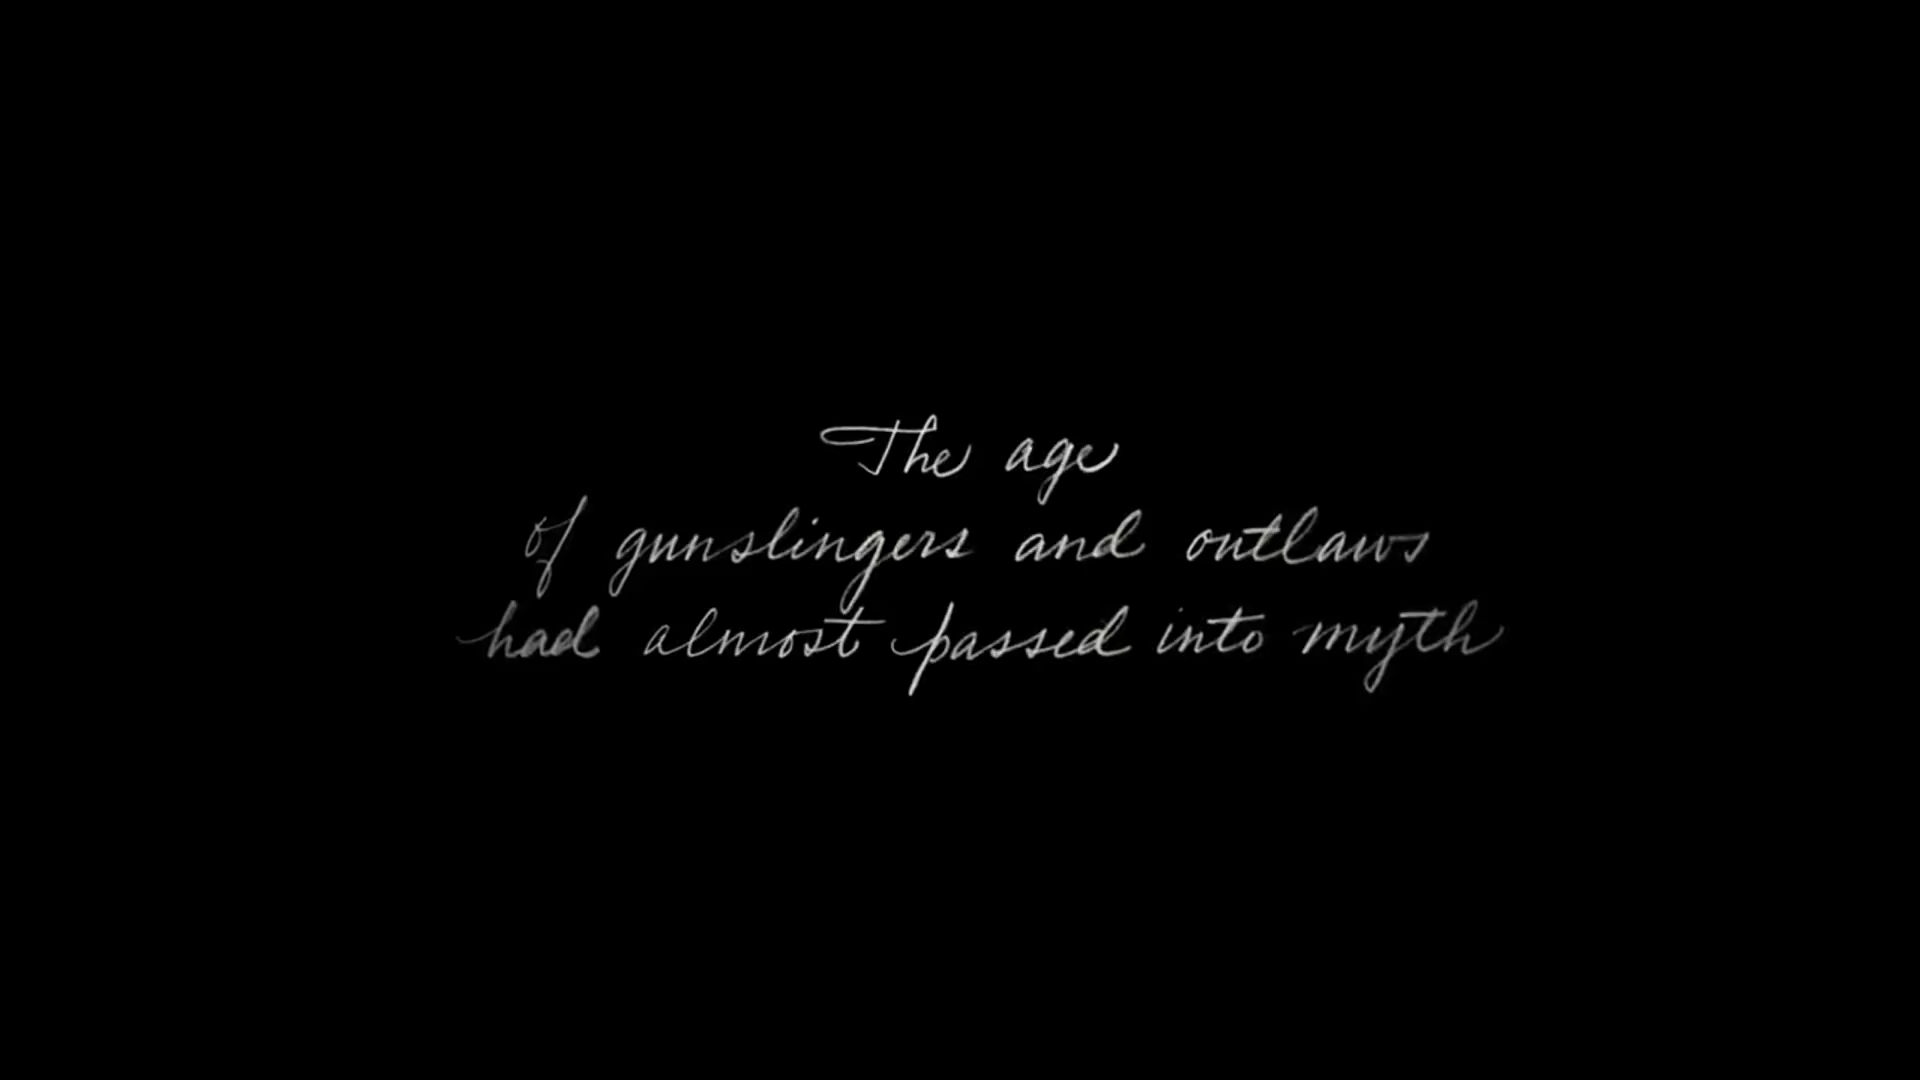 The age
of gunslingers and outlaws
had almost passed into myth